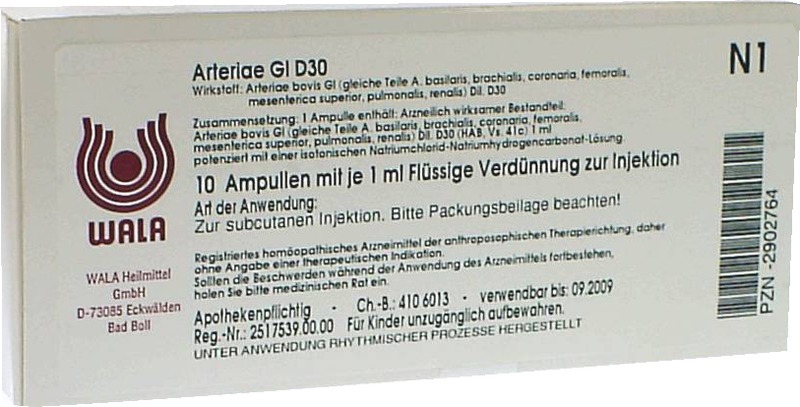 Arteriae GI D30
N1
Wirkstoff: Arteriae bovis GI (gleiche Teile A. basilaris, brachialis, coronaria, femoralis,
mesenterica superior, pulmonalis, renalis) Dil. D30
Zusammensetzung: 1 Ampulle enthält: Arzneilich wirksamer Bestandteil:
Arteriae bovis GI (gleiche Teile A. basilaris, brachialis, coronaria, femoralis,
mesenterica superior, pulmonalis, renalis) Dil. D30 (HAB, Vs. 41c) 1 ml
potenziert mit einer isotonischen Natriumchlorid-Natriumhydrogencarbonat-Lösung.
10 Ampullen mit je 1 ml Flüssige Verdünnung zur Injektion
Art der Anwendung:
Zur subcutanen Injektion. Bitte Packungsbeilage beachten!
Registriertes homöopathisches Arzneimittel der anthroposophischen Therapierichtung, daher
ohne Angabe einer therapeutischen Indikation.
Sollten die Beschwerden während der Anwendung des Arzneimittels fortbestehen,
holen Sie bitte medizinischen Rat ein.
Apothekenpflichtig - Ch.-B.: 410 6013 - verwendbar bis: 09.2009
Reg.-Nr.: 2517539.00.00 Für Kinder unzugänglich aufbewahren.
UNTER ANWENDUNG RHYTHMISCHER PROZESSE HERGESTELLT
WALA
WALA Heilmittel
GmbH
D-73085 Eckwälden
Bad Boll
PZN -2902764